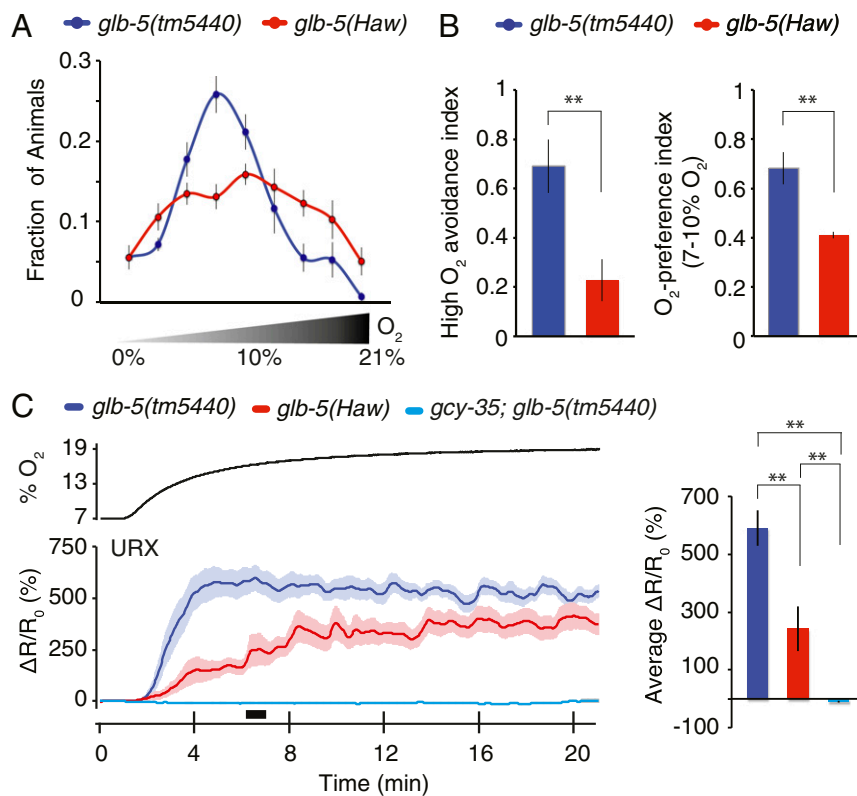 A
glb-5(tm5440) glb-5(Haw)
Fraction of Animals
0.3
0.2
0.1
0
O2
0% 10% 21%
B
glb-5(tm5440) glb-5(Haw)
High O2 avoidance index
1
0.8
0.6
0.4
0.2
0
**
O2-preference index
(7-10% O2)
1
0.8
0.6
0.4
0.2
0
**
C
glb-5(tm5440) glb-5(Haw) gcy-35; glb-5(tm5440)
% O2
19
13
7
URX
ΔR/R0 (%)
750
500
250
0
0 4 8 12 16 20
Time (min)
Average ΔR/R0 (%)
700
500
300
100
-100
**
**
**